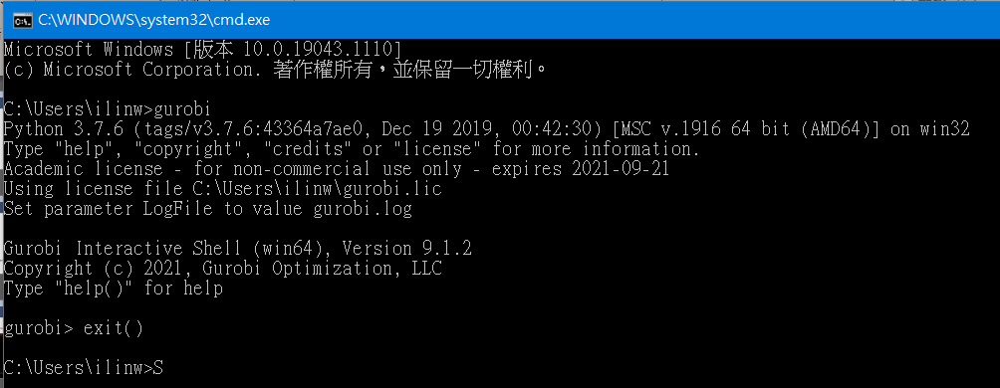 C:\WINDOWS\system32\cmd.exe
Microsoft Windows [版本 10.0.19043.1110]
(c) Microsoft Corporation. 著作權所有，並保留一切權利。
C:\Users\ilinw>gurobi
Python 3.7.6 (tags/v3.7.6:43364a7ae0, Dec 19 2019, 00:42:30) [MSC v.1916 64 bit (AMD64)] on win32
Type "help", "copyright", "credits" or "license" for more information.
Academic license - for non-commercial use only - expires 2021-09-21
Using license file C:\Users\ilinw\gurobi.lic
Set parameter LogFile to value gurobi.log
Gurobi Interactive Shell (win64), Version 9.1.2
Copyright (c) 2021, Gurobi Optimization, LLC
Type "help()" for help
gurobi> exit()
C:\Users\ilinw>S